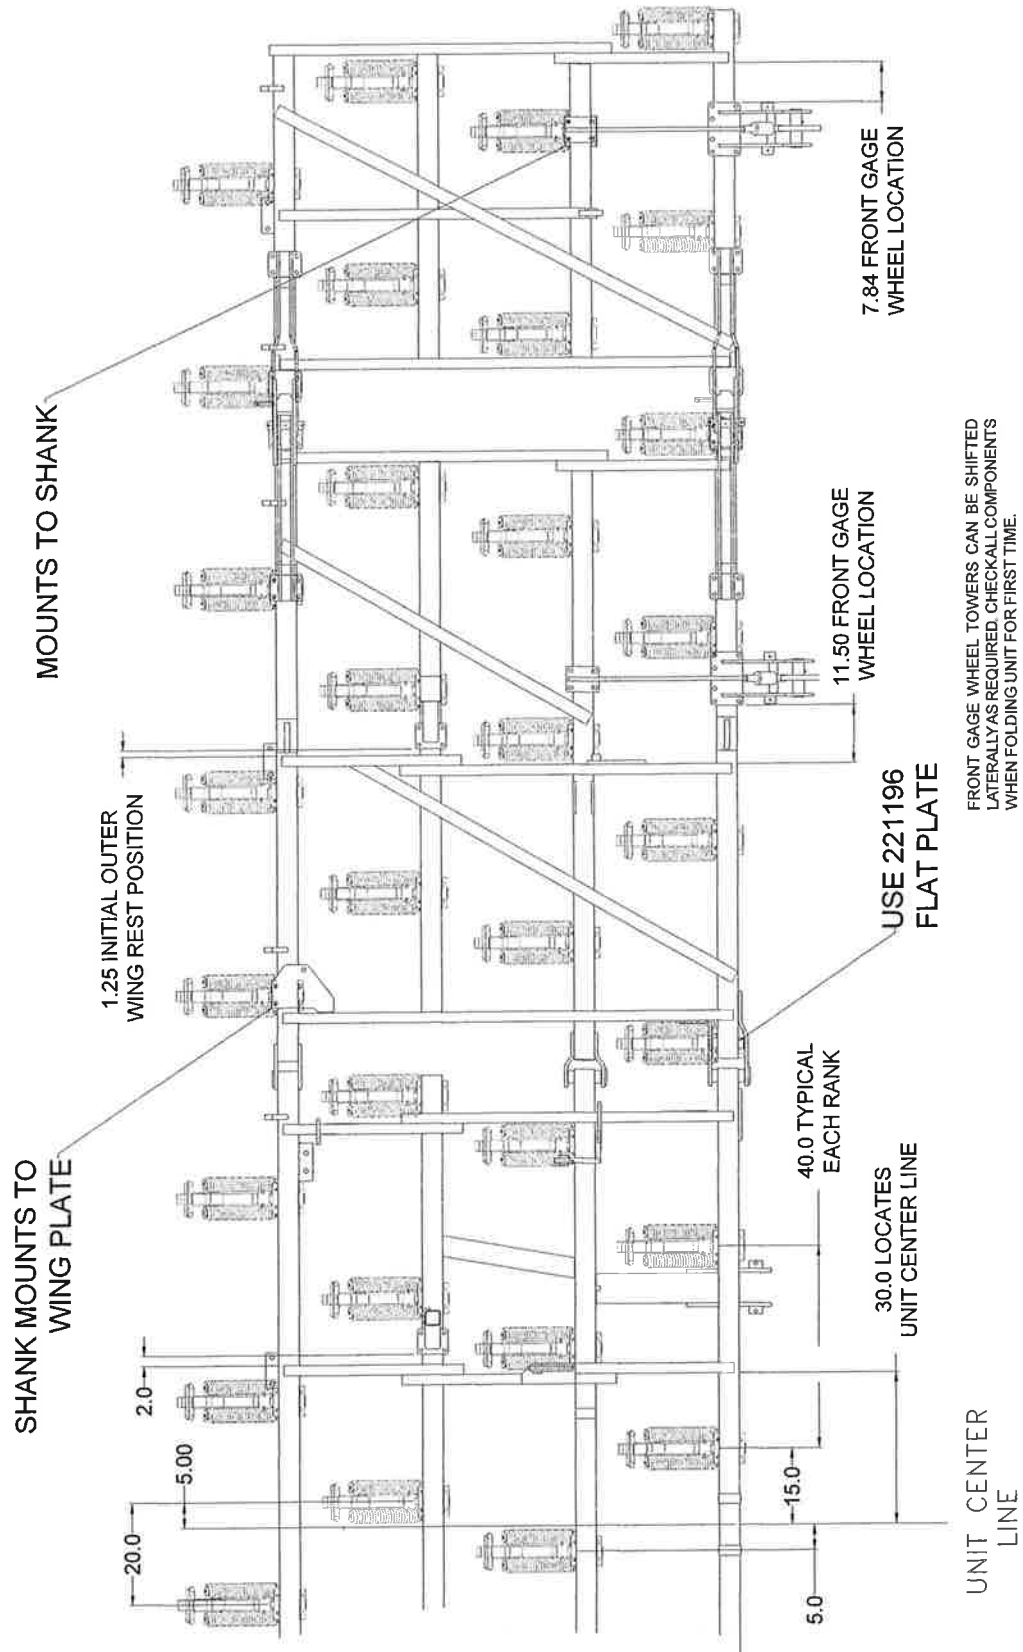 SHANK MOUNTS TO
WING PLATE
MOUNTS TO SHANK
1.25 INITIAL OUTER
WING REST POSITION
20.0
5.00
2.0
5.0
15.0
30.0 LOCATES
UNIT CENTER LINE
40.0 TYPICAL
EACH RANK
USE 221196
FLAT PLATE
11.50 FRONT GAGE
WHEEL LOCATION
7.84 FRONT GAGE
WHEEL LOCATION
UNIT CENTER
LINE
FRONT GAGE WHEEL TOWERS CAN BE SHIFTED
LATERALLY AS REQUIRED. CHECK ALL COMPONENTS
WHEN FOLDING UNIT FOR FIRST TIME.